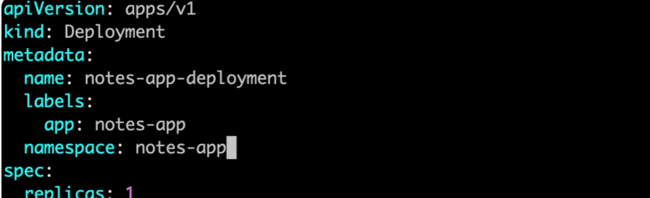 apiVersion: apps/v1
kind: Deployment
metadata:
  name: notes-app-deployment
  labels:
    app: notes-app
  namespace: notes-app
spec:
  replicas: 1